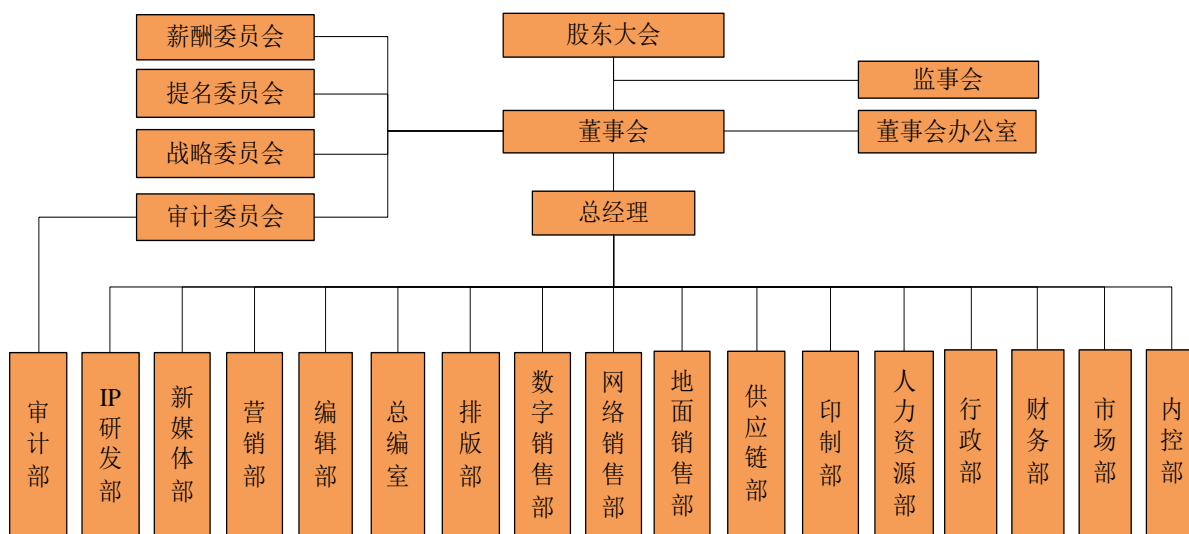 薪酬委员会
股东大会
提名委员会
监事会
战略委员会
董事会
董事会办公室
审计委员会
总经理
审计部
IP研发部
新媒体部
营销部
编辑部
总编室
排版部
数字销售部
网络销售部
地面销售部
供应链部
印制部
人力资源部
行政部
财务部
市场部
内控部